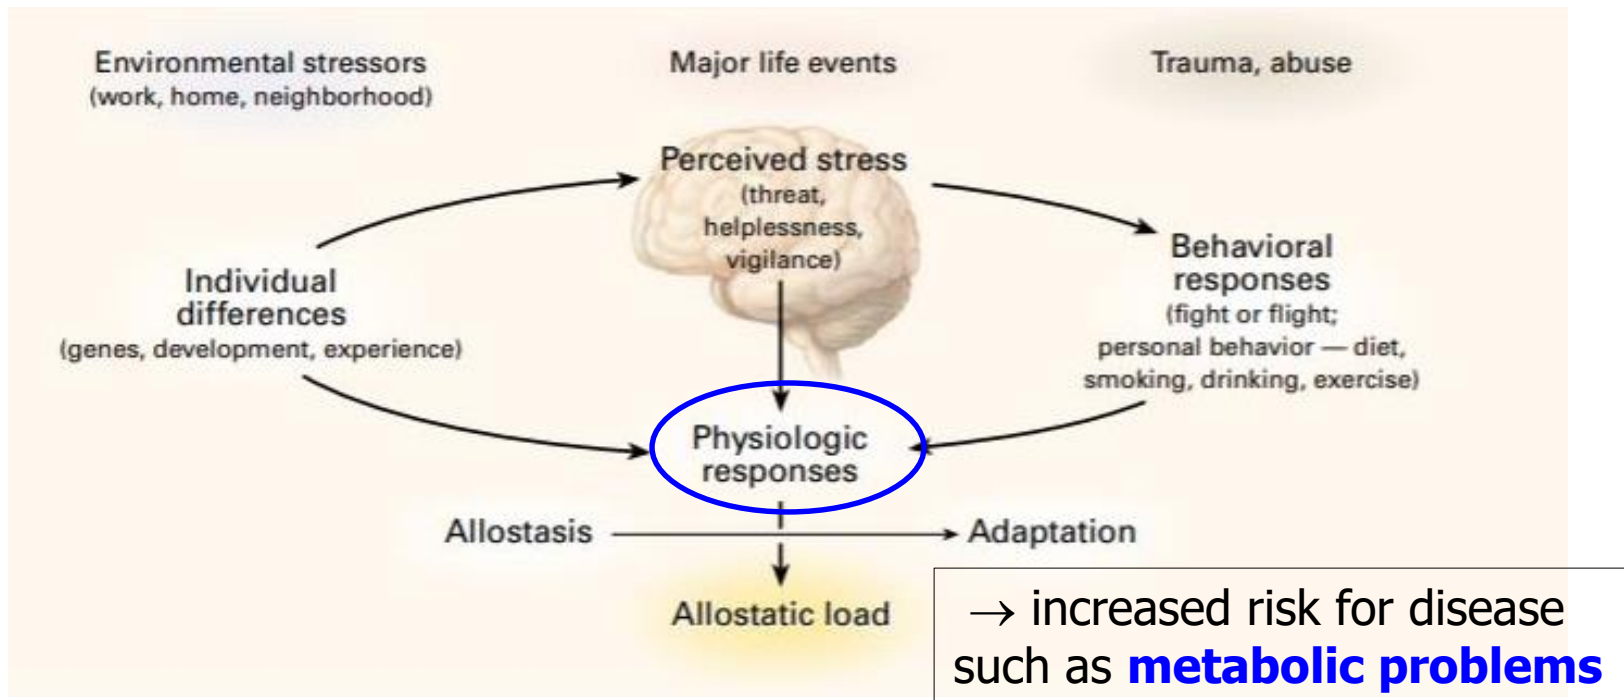 Environmental stressors
(work, home, neighborhood)
Major life events
Trauma, abuse
Perceived stress
(threat,
helplessness,
vigilance)
Individual
differences
(genes, development, experience)
Behavioral
responses
(fight or flight;
personal behavior — diet,
smoking, drinking, exercise)
Physiologic
responses
Allostasis
Adaptation
Allostatic load
→ increased risk for disease
such as metabolic problems